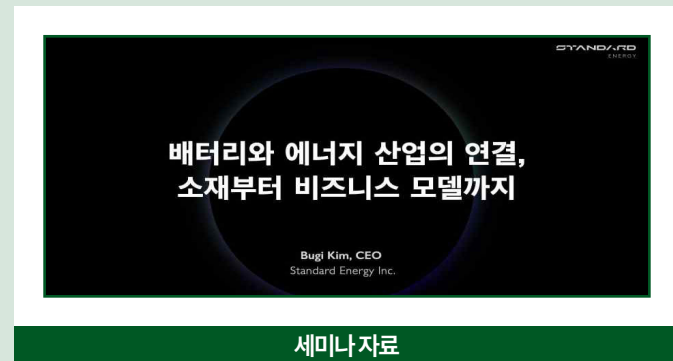 STANDARD
ENERGY
배터리와 에너지 산업의 연결,
소재부터 비즈니스 모델까지
Bugi Kim, CEO
Standard Energy Inc.
세미나 자료